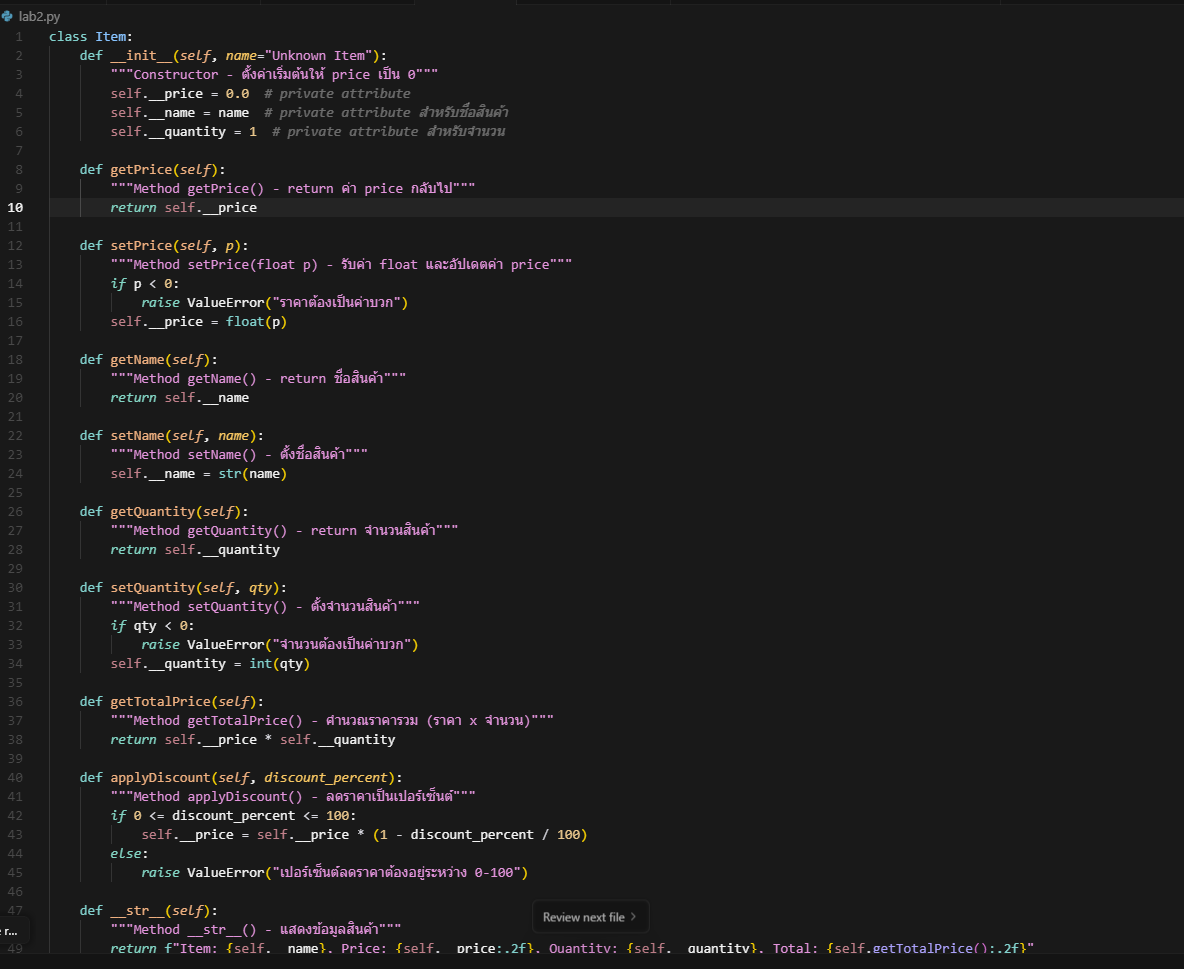 lab2.py
1 class Item:
2     def __init__(self, name="Unknown Item"):
3         """Constructor - ตั้งค่าเริ่มต้นให้ price เป็น 0"""
4         self.__price = 0.0  # private attribute
5         self.__name = name  # private attribute สำหรับชื่อสินค้า
6         self.__quantity = 1  # private attribute สำหรับจำนวน
7
8     def getPrice(self):
9         """Method getPrice() - return ค่า price กลับไป"""
10         return self.__price
11
12     def setPrice(self, p):
13         """Method setPrice(float p) - รับค่า float และอัปเดตค่า price"""
14         if p < 0:
15             raise ValueError("ราคาต้องเป็นค่าบวก")
16         self.__price = float(p)
17
18     def getName(self):
19         """Method getName() - return ชื่อสินค้า"""
20         return self.__name
21
22     def setName(self, name):
23         """Method setName() - ตั้งชื่อสินค้า"""
24         self.__name = str(name)
25
26     def getQuantity(self):
27         """Method getQuantity() - return จำนวนสินค้า"""
28         return self.__quantity
29
30     def setQuantity(self, qty):
31         """Method setQuantity() - ตั้งจำนวนสินค้า"""
32         if qty < 0:
33             raise ValueError("จำนวนต้องเป็นค่าบวก")
34         self.__quantity = int(qty)
35
36     def getTotalPrice(self):
37         """Method getTotalPrice() - คำนวณราคารวม (ราคา x จำนวน)"""
38         return self.__price * self.__quantity
39
40     def applyDiscount(self, discount_percent):
41         """Method applyDiscount() - ลดราคาเป็นเปอร์เซ็นต์"""
42         if 0 <= discount_percent <= 100:
43             self.__price = self.__price * (1 - discount_percent / 100)
44         else:
45             raise ValueError("เปอร์เซ็นต์ลดราคาต้องอยู่ระหว่าง 0-100")
46
47     def __str__(self):
Review next file >
e r...         """Method __str__() - แสดงข้อมูลสินค้า"""
49         return f"Item: {self.__name}, Price: {self.__price:.2f}, Quantity: {self.__quantity}, Total: {self.getTotalPrice():.2f}"